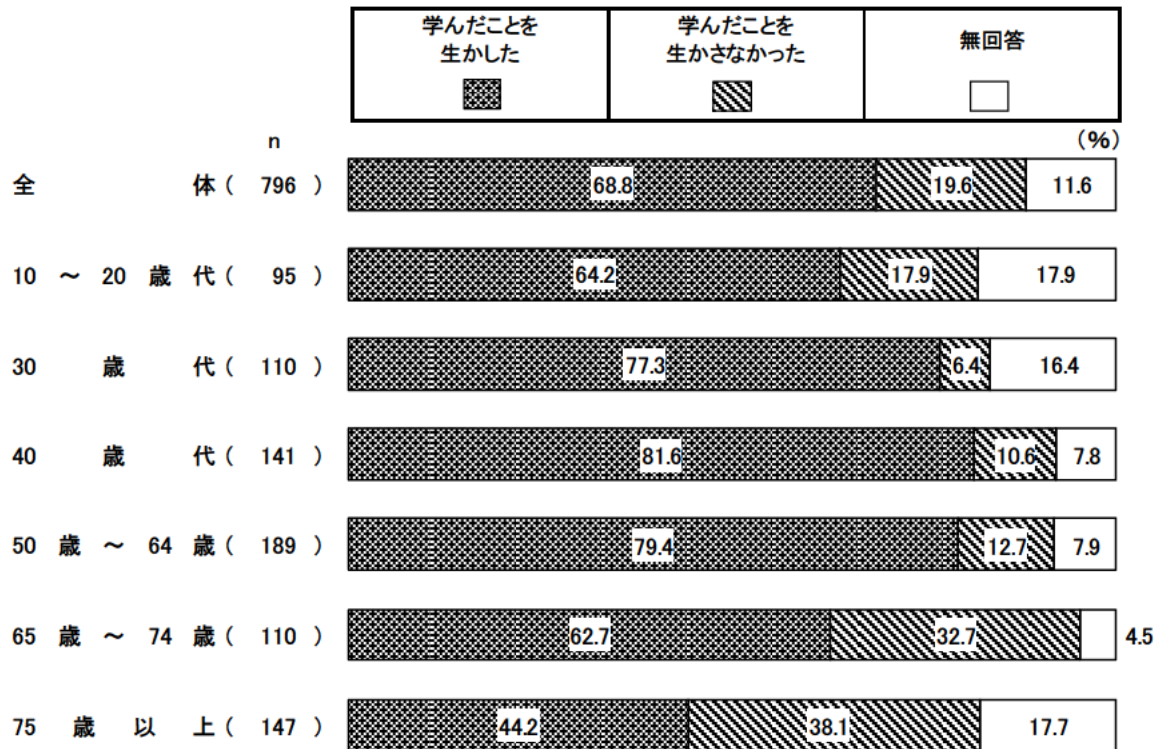 学んだことを 学んだことを 無回答
生かした 生かさなかった
n (%)
全体( 796 ) 68.8 19.6 11.6
10 ～ 20 歳代( 95 ) 64.2 17.9 17.9
30 歳代( 110 ) 77.3 6.4 16.4
40 歳代( 141 ) 81.6 10.6 7.8
50 歳 ～ 64 歳( 189 ) 79.4 12.7 7.9
65 歳 ～ 74 歳( 110 ) 62.7 32.7 4.5
75 歳以上( 147 ) 44.2 38.1 17.7